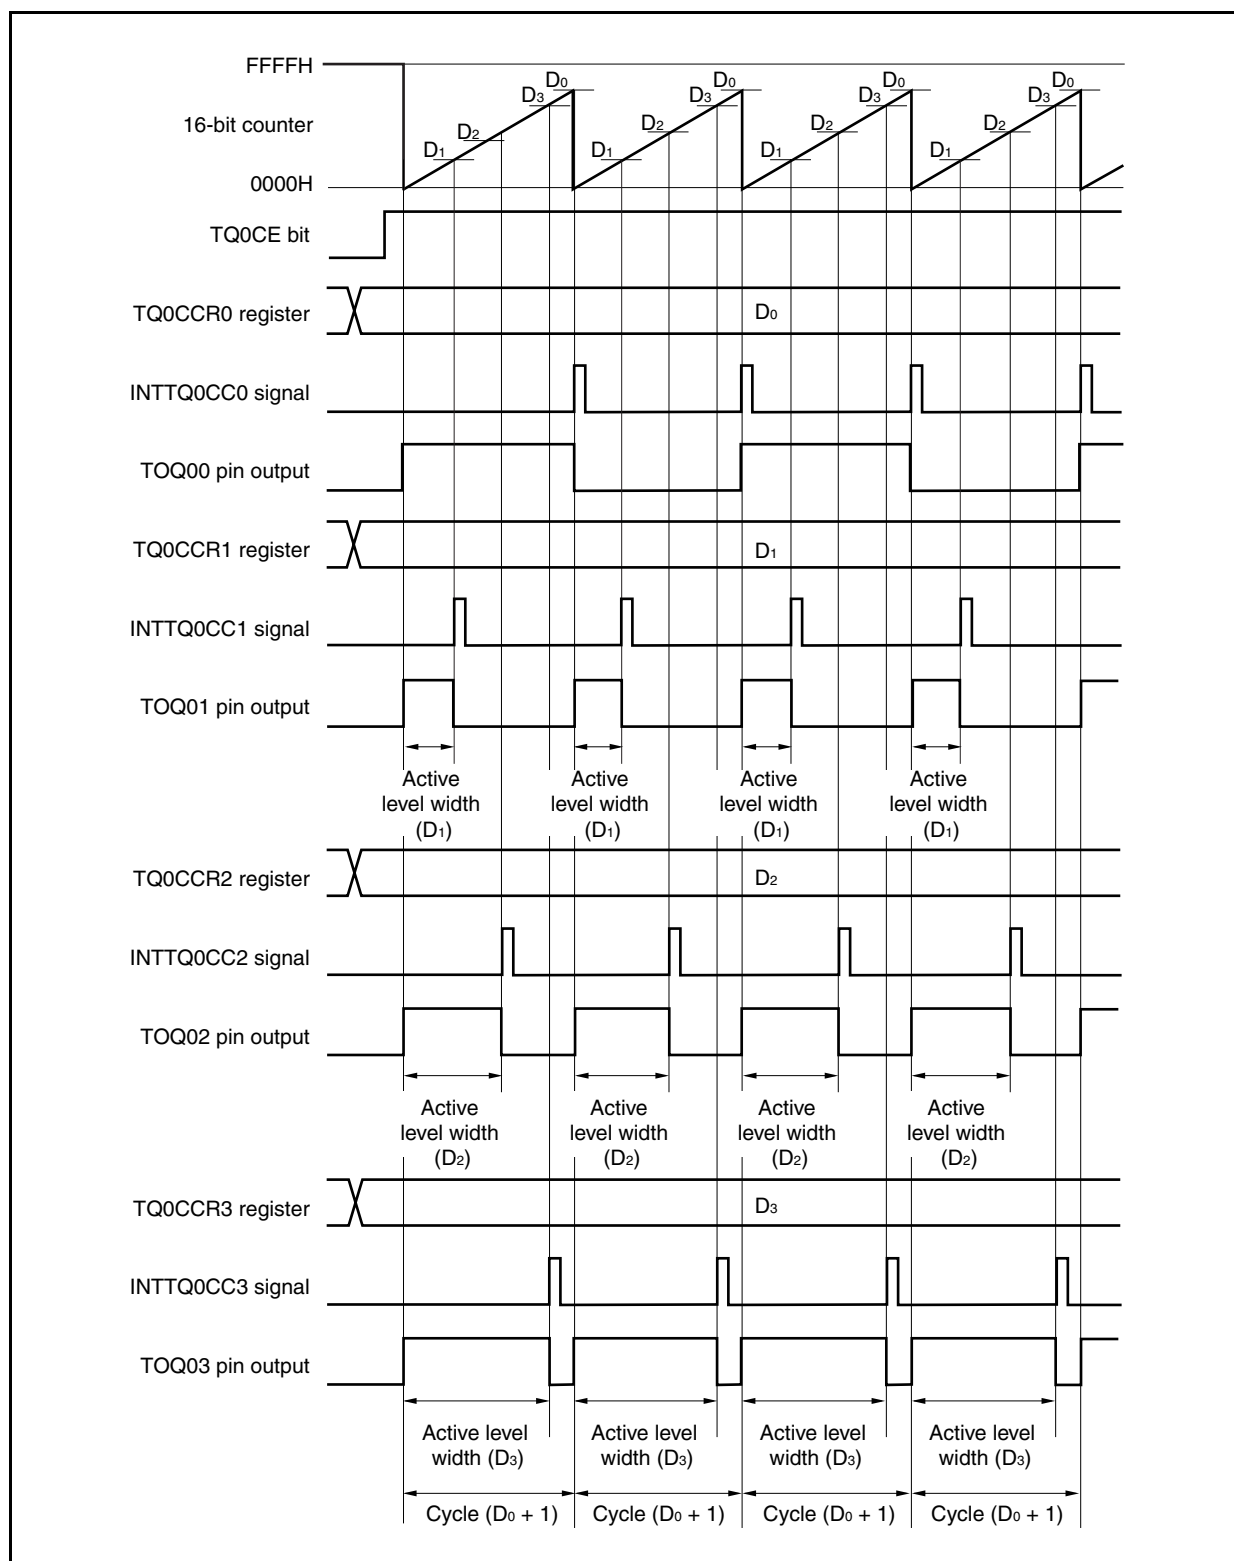 FFFFH
D0 D0 D0 D0
D3 D3 D3 D3
16-bit counter
D2 D2 D2 D2
D1 D1 D1 D1
0000H
TQ0CE bit
TQ0CCR0 register
D0
INTTQ0CC0 signal
TOQ00 pin output
TQ0CCR1 register
D1
INTTQ0CC1 signal
TOQ01 pin output
Active level width (D1)
Active level width (D1)
Active level width (D1)
Active level width (D1)
TQ0CCR2 register
D2
INTTQ0CC2 signal
TOQ02 pin output
Active level width (D2)
Active level width (D2)
Active level width (D2)
Active level width (D2)
TQ0CCR3 register
D3
INTTQ0CC3 signal
TOQ03 pin output
Active level width (D3)
Active level width (D3)
Active level width (D3)
Active level width (D3)
Cycle (D0 + 1)
Cycle (D0 + 1)
Cycle (D0 + 1)
Cycle (D0 + 1)